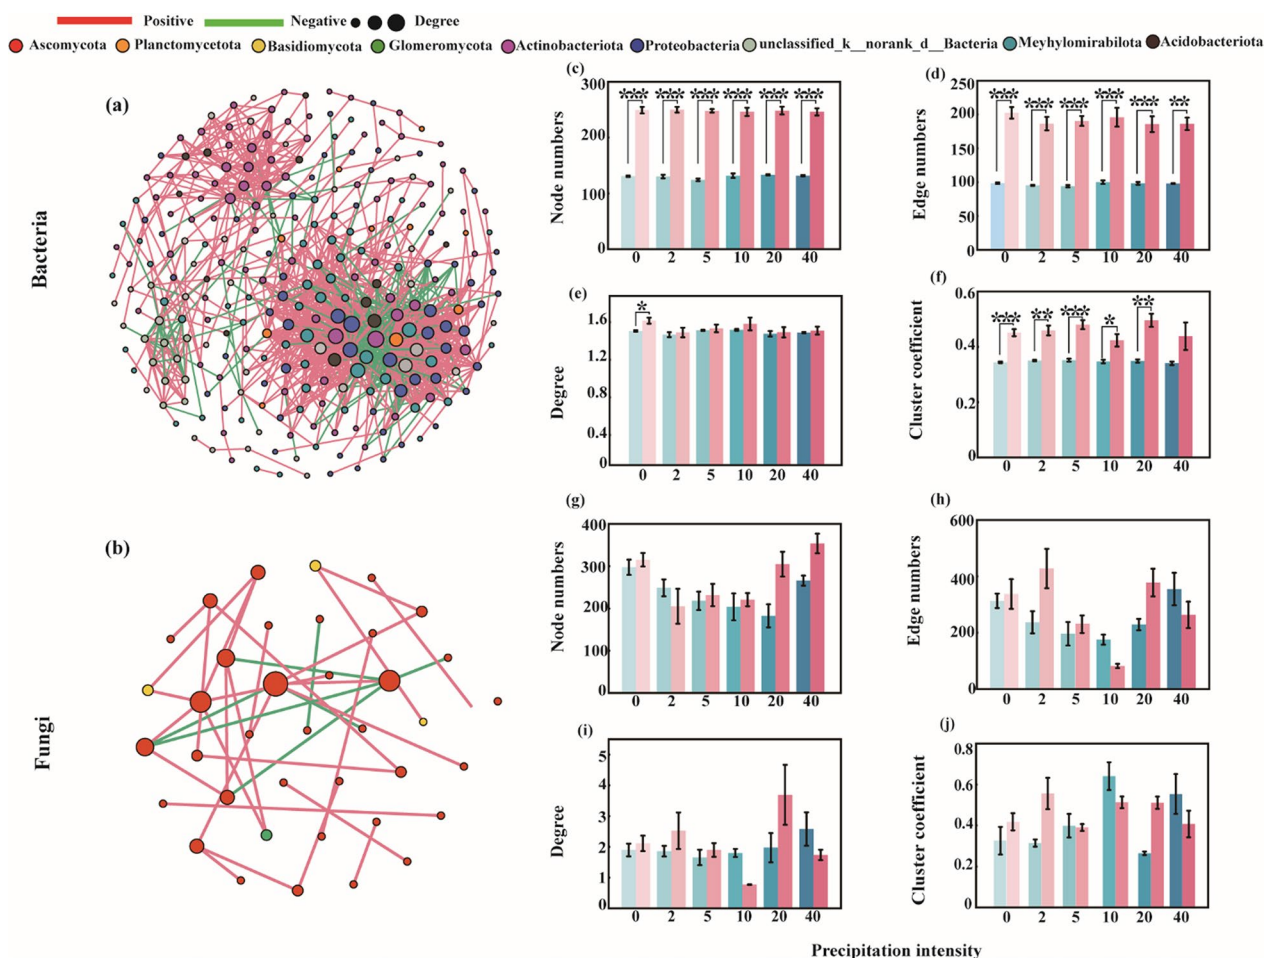 Positive Negative Degree
Ascomycota Planctomycetota Basidiomycota Glomeromycota Actinobacteriota Proteobacteria unclassified_k__norank_d__Bacteria Meyhylomirabilota Acidobacteriota
(a)
Bacteria
(b)
Fungi
(c)
Node numbers
300
200
100
0
*** *** *** *** *** ***
0 2 5 10 20 40
(d)
Edge numbers
250
200
150
100
50
0
*** *** *** *** *** **
0 2 5 10 20 40
(e)
Degree
1.6
1.2
0.8
0.4
0
*
0 2 5 10 20 40
(f)
Cluster coefficient
0.6
0.4
0.2
0
*** ** *** * **
0 2 5 10 20 40
(g)
Node numbers
400
300
200
100
0
0 2 5 10 20 40
(h)
Edge numbers
600
400
200
0
0 2 5 10 20 40
(i)
Degree
5
4
3
2
1
0
0 2 5 10 20 40
(j)
Cluster coefficient
0.8
0.6
0.4
0.2
0
0 2 5 10 20 40
Precipitation intensity